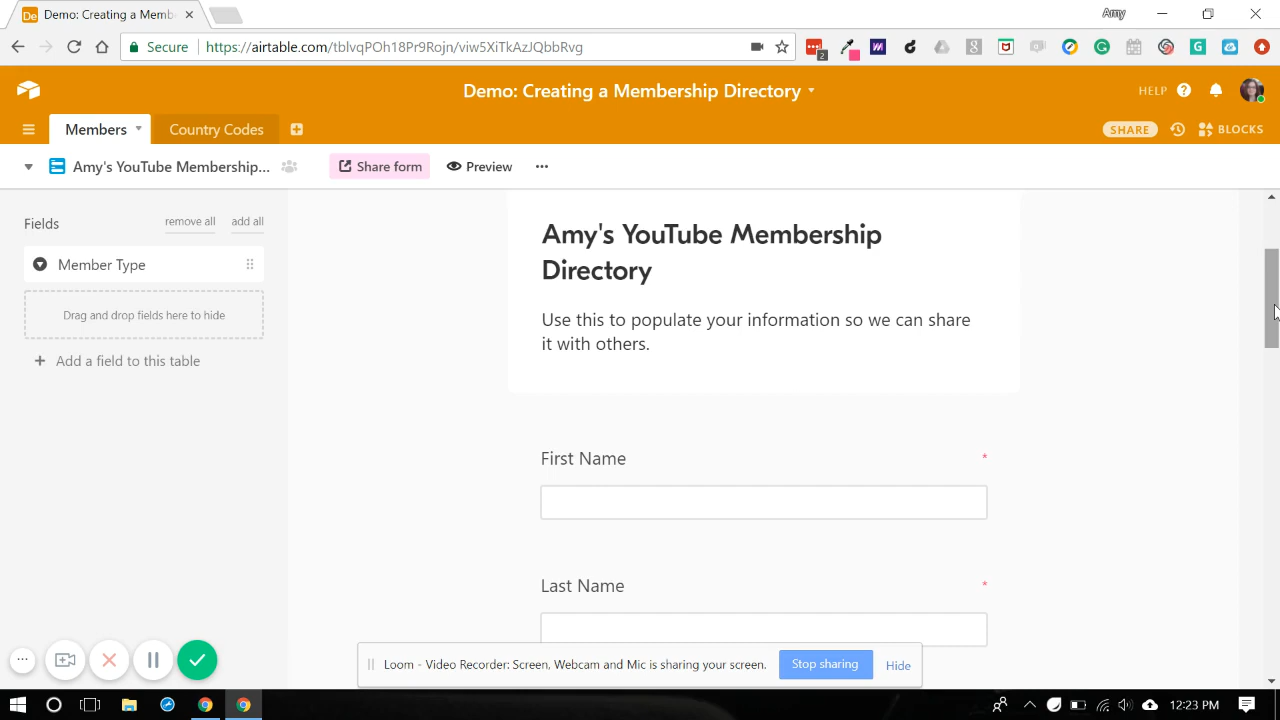 De Demo: Creating a Memb
Amy
Secure https://airtable.com/tblvqPOh18Pr9Rojn/viw5XiTkAzJQbbRvg
2
Demo: Creating a Membership Directory
HELP
Members
Country Codes
SHARE
BLOCKS
Amy's YouTube Membership...
Share form
Preview
Fields
remove all
add all
Member Type
Drag and drop fields here to hide
Add a field to this table
Amy's YouTube Membership
Directory
Use this to populate your information so we can share
it with others.
First Name *
Last Name *
Loom - Video Recorder: Screen, Webcam and Mic is sharing your screen.
Stop sharing
Hide
12:23 PM